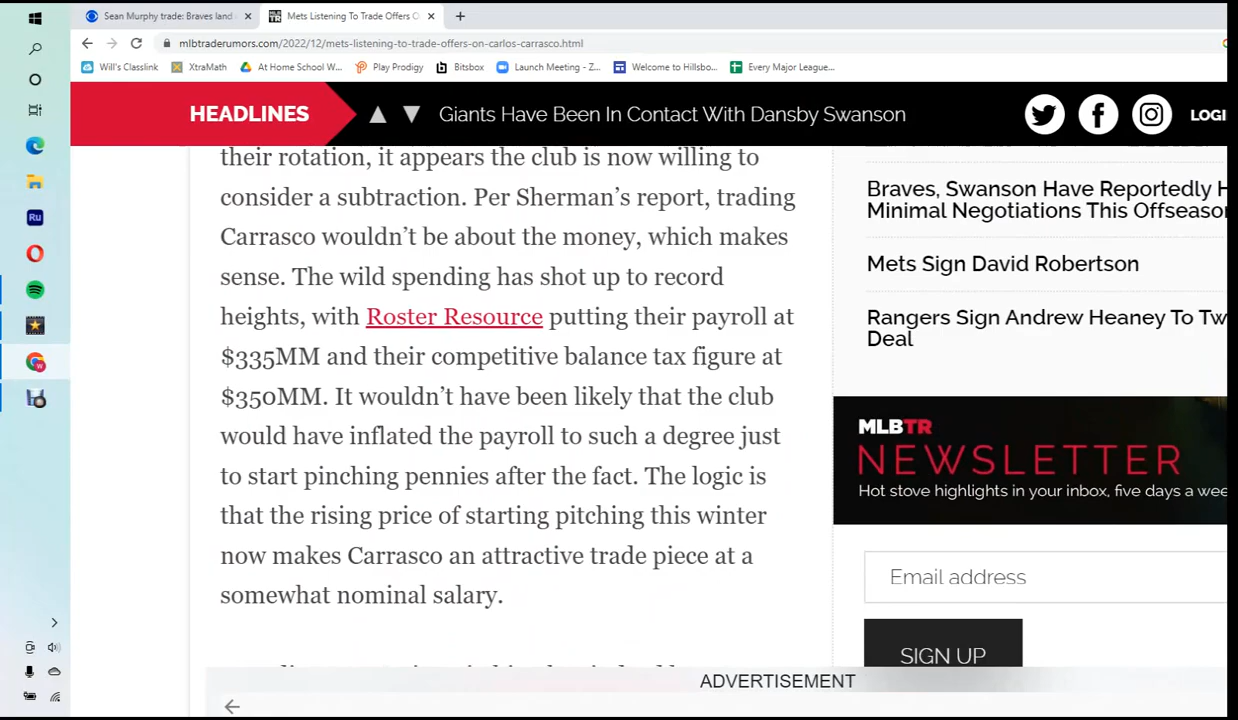 Sean Murphy trade: Braves land
Mets Listening To Trade Offers O
mlbtraderumors.com/2022/12/mets-listening-to-trade-offers-on-carlos-carrasco.html
Will's Classlink
XtraMath
At Home School W...
Play Prodigy
Bitsbox
Launch Meeting - Z...
Welcome to Hillsbo...
Every Major League...
HEADLINES
Giants Have Been In Contact With Dansby Swanson
LOGI
their rotation, it appears the club is now willing to
consider a subtraction. Per Sherman's report, trading
Carrasco wouldn't be about the money, which makes
sense. The wild spending has shot up to record
heights, with Roster Resource putting their payroll at
$335MM and their competitive balance tax figure at
$350MM. It wouldn't have been likely that the club
would have inflated the payroll to such a degree just
to start pinching pennies after the fact. The logic is
that the rising price of starting pitching this winter
now makes Carrasco an attractive trade piece at a
somewhat nominal salary.
Braves, Swanson Have Reportedly H
Minimal Negotiations This Offseason
Mets Sign David Robertson
Rangers Sign Andrew Heaney To Tw
Deal
MLBTR
NEWSLETTER
Hot stove highlights in your inbox, five days a wee
Email address
SIGN UP
ADVERTISEMENT
Ru